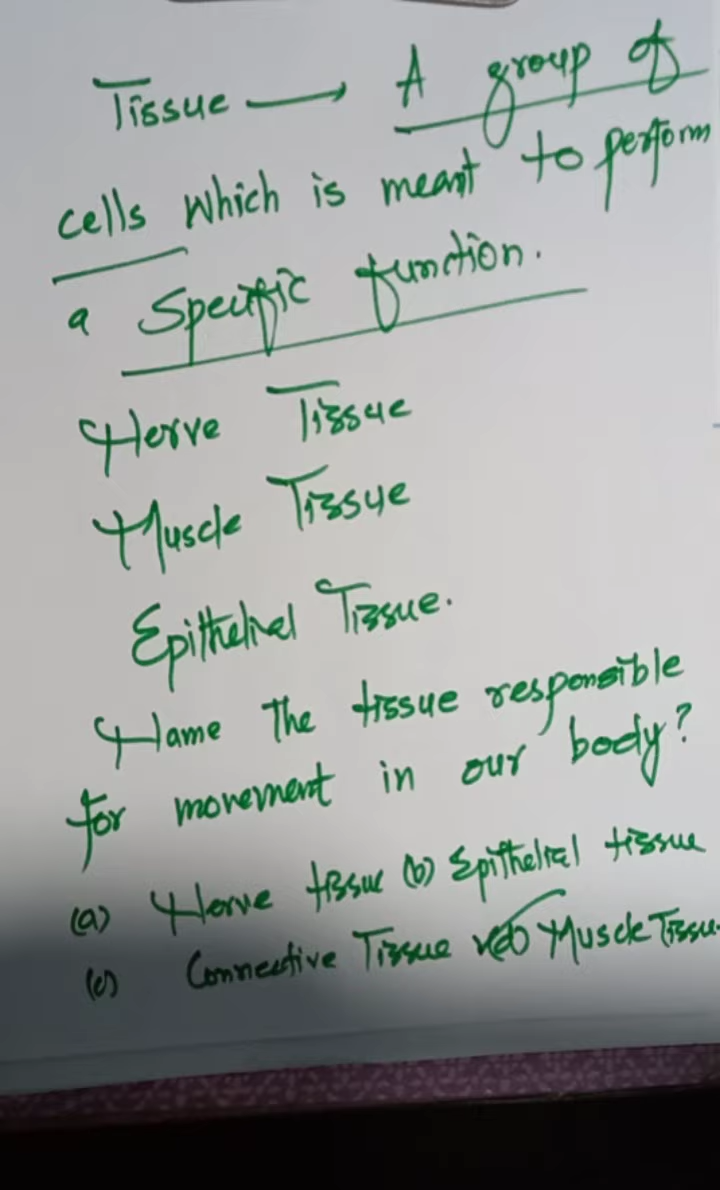 Tissue → A group of
cells which is meant to perform
a specific function.
Nerve Tissue
Muscle Tissue
Epithelial Tissue.
Name the tissue responsible
for movement in our body?
(a) Nerve tissue (b) Epithelial tissue
(c) Connective Tissue (d) Muscle Tissue